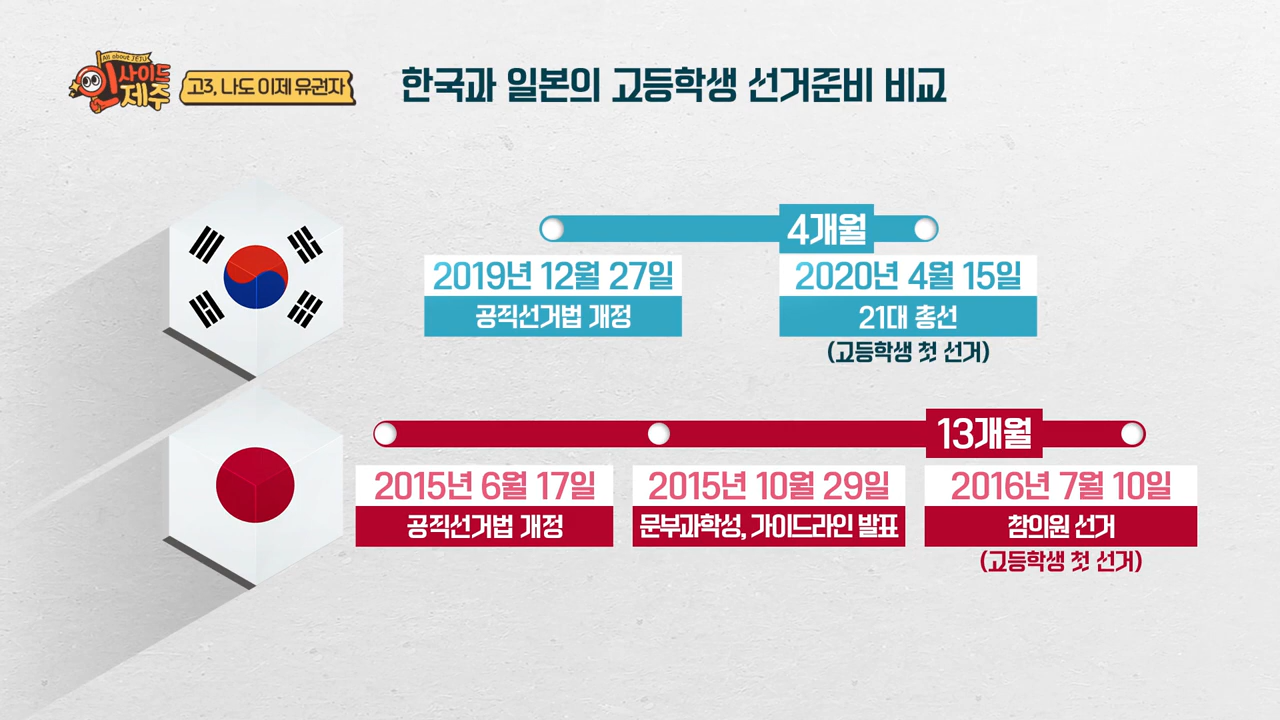 All about JEJU
인사이드
제주
고3, 나도 이제 유권자
한국과 일본의 고등학생 선거준비 비교
4개월
2019년 12월 27일
공직선거법 개정
2020년 4월 15일
21대 총선
(고등학생 첫 선거)
13개월
2015년 6월 17일
공직선거법 개정
2015년 10월 29일
문부과학성, 가이드라인 발표
2016년 7월 10일
참의원 선거
(고등학생 첫 선거)